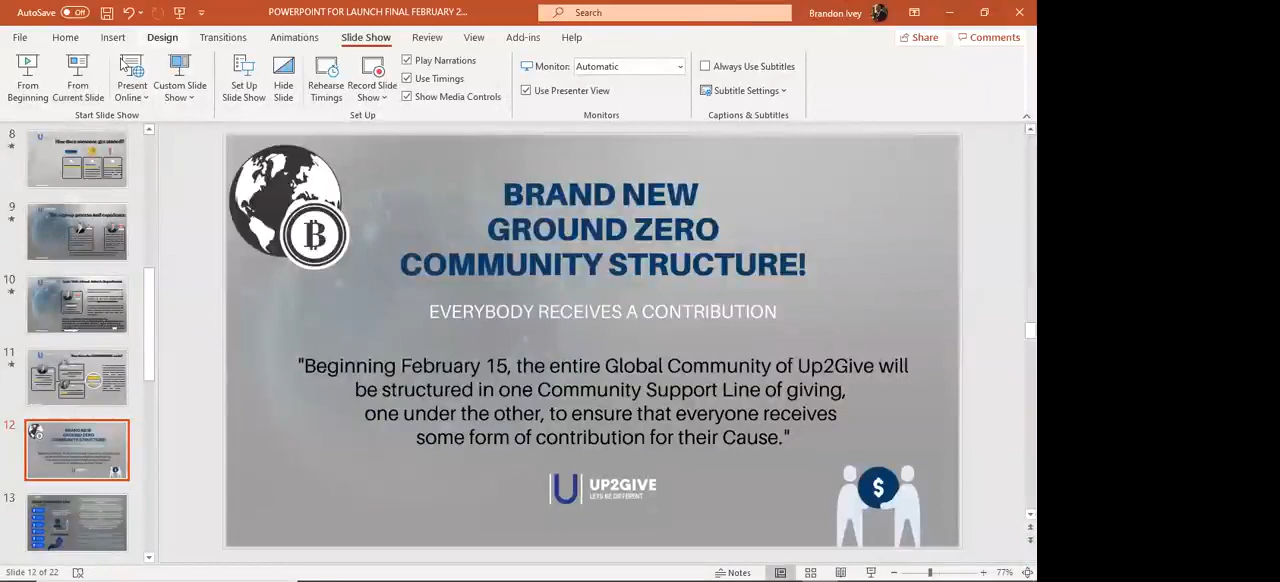 AutoSave Off
POWERPOINT FOR LAUNCH FINAL FEBRUARY 2...
Search
Brandon Ivey
File Home Insert Design Transitions Animations Slide Show Review View Add-ins Help
Share Comments
From Beginning
From Current Slide
Present Online
Custom Slide Show
Set Up Slide Show
Hide Slide
Rehearse Timings
Record Slide Show
Play Narrations
Use Timings
Show Media Controls
Monitor: Automatic
Use Presenter View
Always Use Subtitles
Subtitle Settings
Start Slide Show
Set Up
Monitors
Captions & Subtitles
8
9
10
11
12
13
BRAND NEW
GROUND ZERO
COMMUNITY STRUCTURE!
EVERYBODY RECEIVES A CONTRIBUTION
"Beginning February 15, the entire Global Community of Up2Give will
be structured in one Community Support Line of giving,
one under the other, to ensure that everyone receives
some form of contribution for their Cause."
U UP2GIVE
LETS BE DIFFERENT
$
Slide 12 of 22
Notes
77%